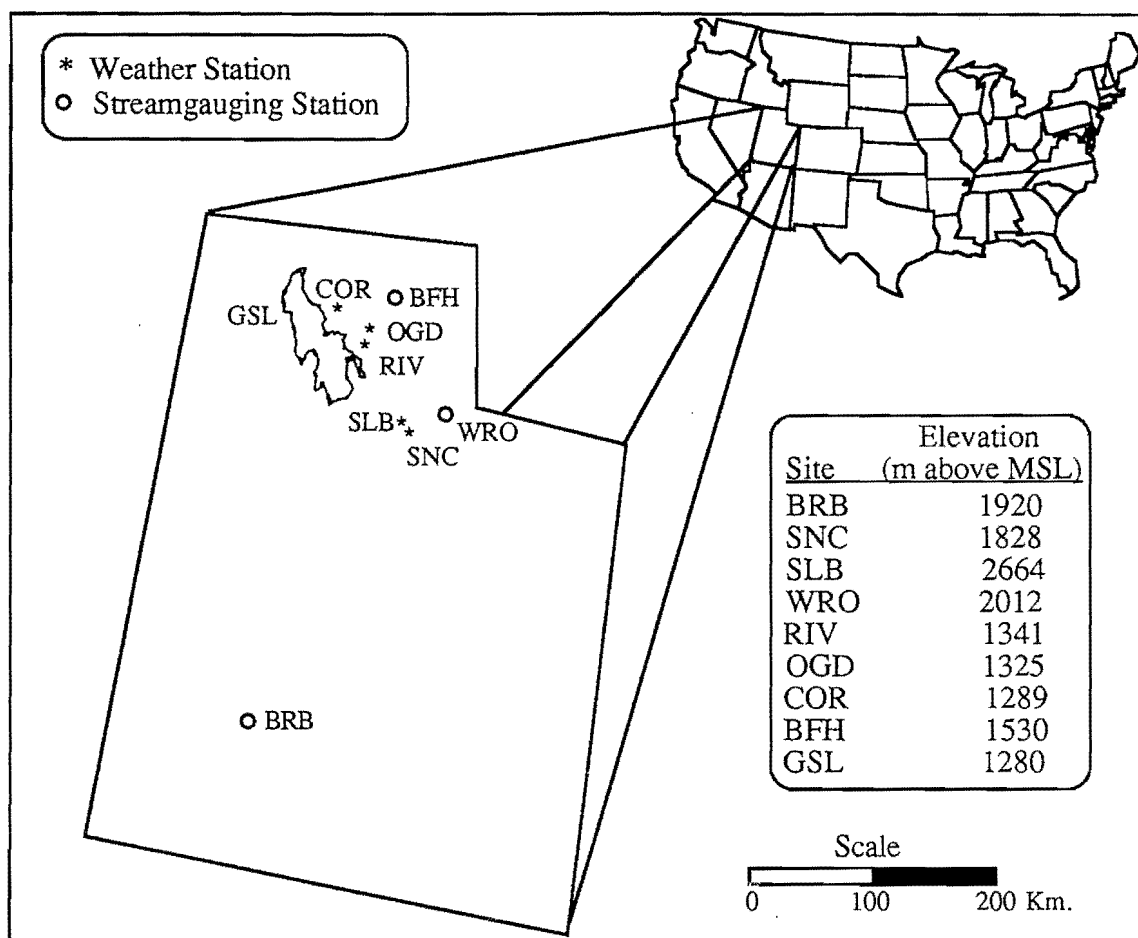 * Weather Station
o Streamgauging Station
COR
BFH
GSL
OGD
RIV
SLB
WRO
SNC
BRB
Elevation
Site (m above MSL)
BRB 1920
SNC 1828
SLB 2664
WRO 2012
RIV 1341
OGD 1325
COR 1289
BFH 1530
GSL 1280
Scale
0 100 200 Km.